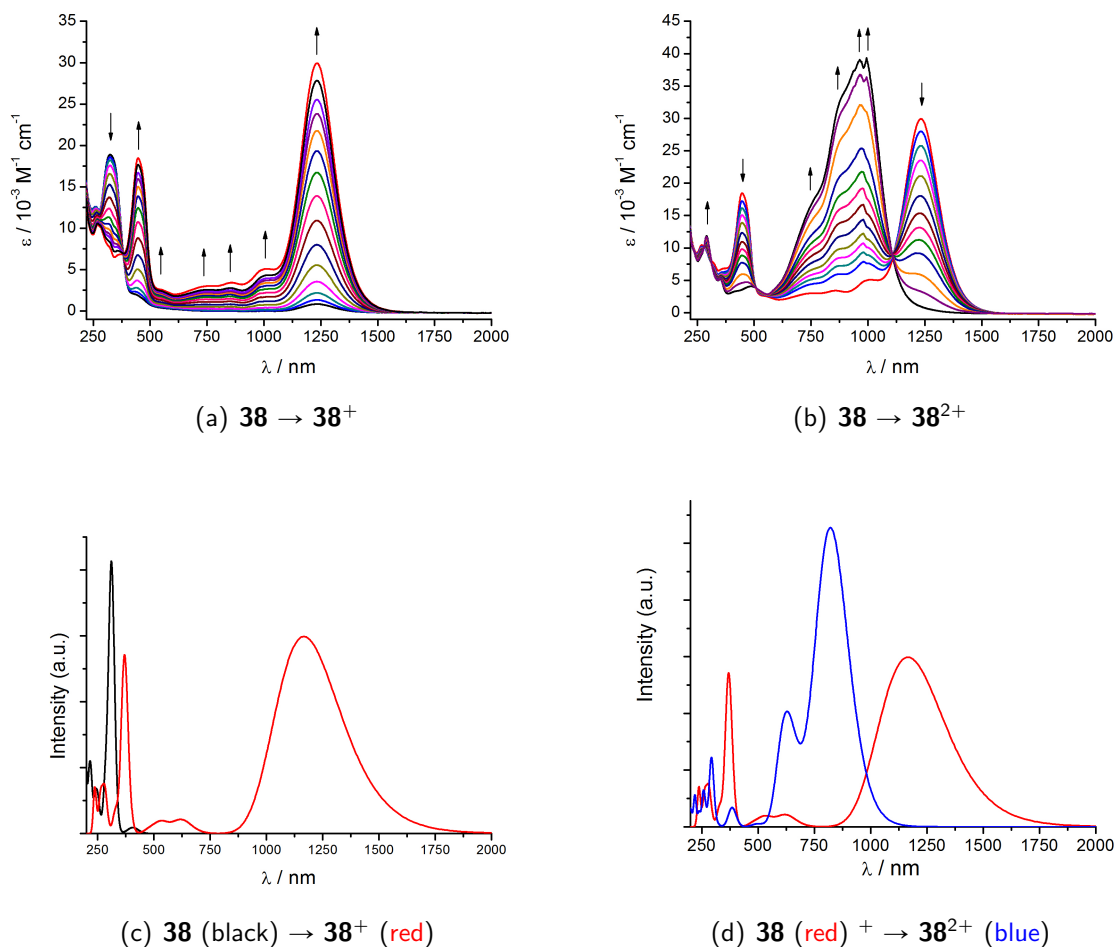 35
30
25
20
15
10
5
0
ε / 10⁻³ M⁻¹ cm⁻¹
250 500 750 1000 1250 1500 1750 2000
λ / nm
(a) 38 → 38⁺
45
40
35
30
25
20
15
10
5
0
ε / 10⁻³ M⁻¹ cm⁻¹
250 500 750 1000 1250 1500 1750 2000
λ / nm
(b) 38 → 38²⁺
Intensity (a.u.)
250 500 750 1000 1250 1500 1750 2000
λ / nm
(c) 38 (black) → 38⁺ (red)
Intensity (a.u.)
250 500 750 1000 1250 1500 1750 2000
λ / nm
(d) 38 (red) ⁺ → 38²⁺ (blue)